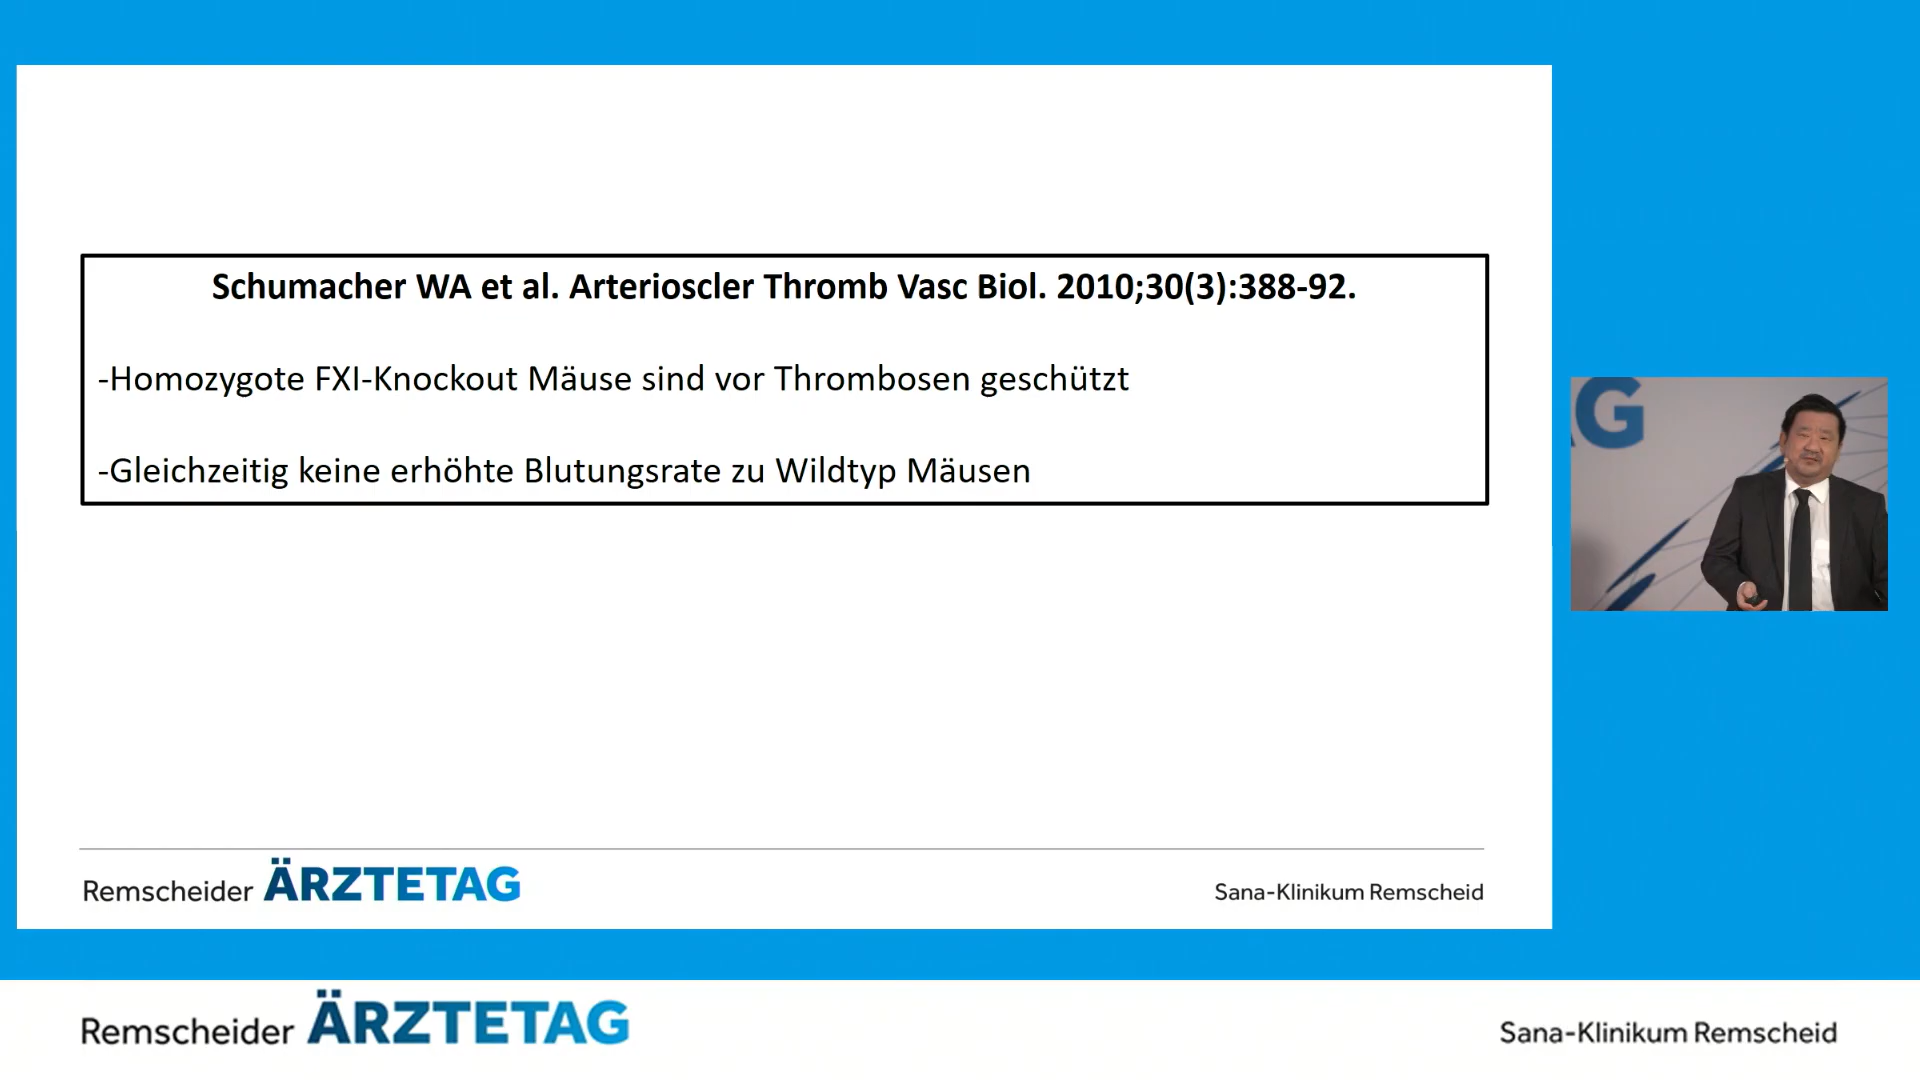 Schumacher WA et al. Arterioscler Thromb Vasc Biol. 2010;30(3):388-92.
-Homozygote FXI-Knockout Mäuse sind vor Thrombosen geschützt
-Gleichzeitig keine erhöhte Blutungsrate zu Wildtyp Mäusen
G
Remscheider ÄRZTETAG
Sana-Klinikum Remscheid
Remscheider ÄRZTETAG
Sana-Klinikum Remscheid